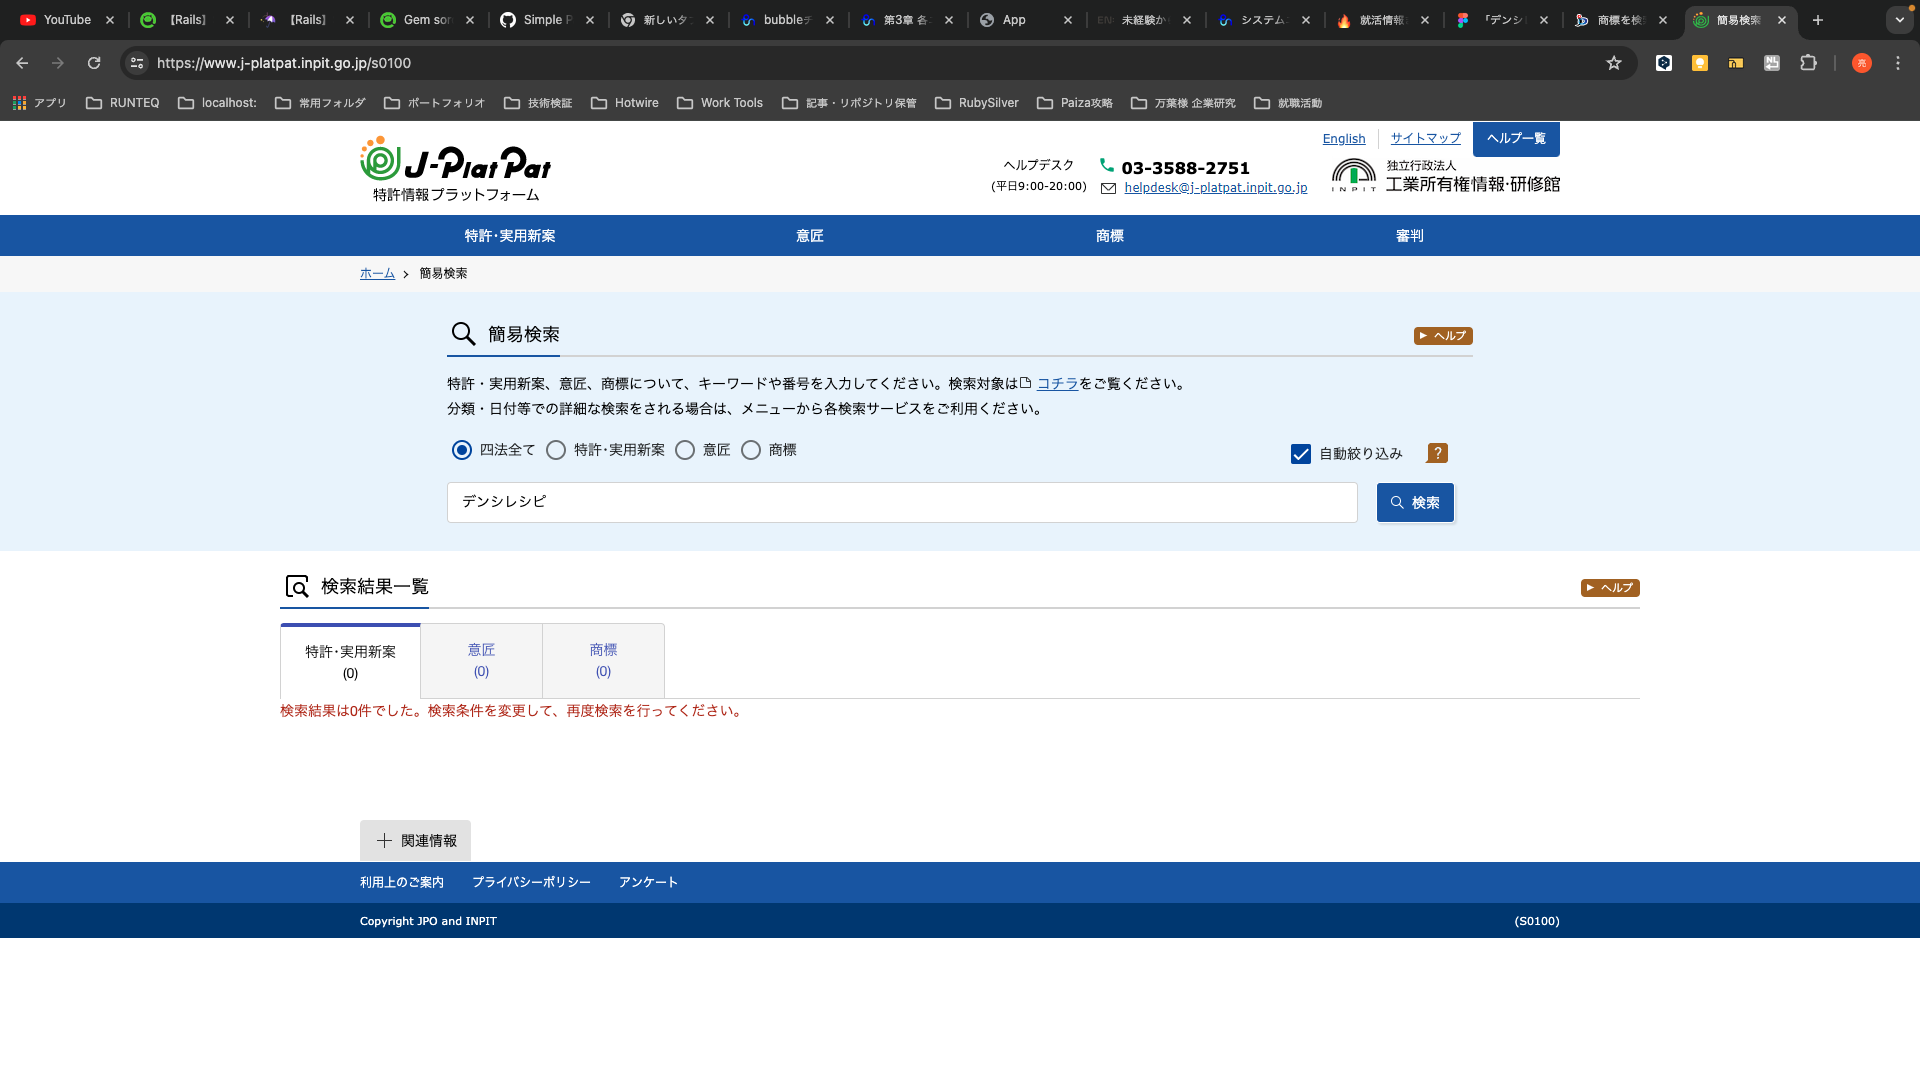 YouTube
【Rails】
【Rails】
Gem sor
Simple P
新しいタブ
bubbleチ
第3章 各
App
未経験から
システム
就活情報
「デンシ
商標を検
簡易検索
https://www.j-platpat.inpit.go.jp/s0100
アプリ
RUNTEQ
localhost:
常用フォルダ
ポートフォリオ
技術検証
Hotwire
Work Tools
記事・リポジトリ保管
RubySilver
Paiza攻略
万葉様 企業研究
就職活動
J-PlatPat
特許情報プラットフォーム
English
サイトマップ
ヘルプ一覧
ヘルプデスク
(平日9:00-20:00)
03-3588-2751
helpdesk@j-platpat.inpit.go.jp
INPIT
独立行政法人
工業所有権情報・研修館
特許・実用新案
意匠
商標
審判
ホーム
簡易検索
簡易検索
ヘルプ
特許・実用新案、意匠、商標について、キーワードや番号を入力してください。検索対象は コチラをご覧ください。
分類・日付等での詳細な検索をされる場合は、メニューから各検索サービスをご利用ください。
四法全て
特許・実用新案
意匠
商標
自動絞り込み
?
デンシレシピ
検索
検索結果一覧
ヘルプ
特許・実用新案
(0)
意匠
(0)
商標
(0)
検索結果は0件でした。検索条件を変更して、再度検索を行ってください。
関連情報
利用上のご案内
プライバシーポリシー
アンケート
Copyright JPO and INPIT
(S0100)